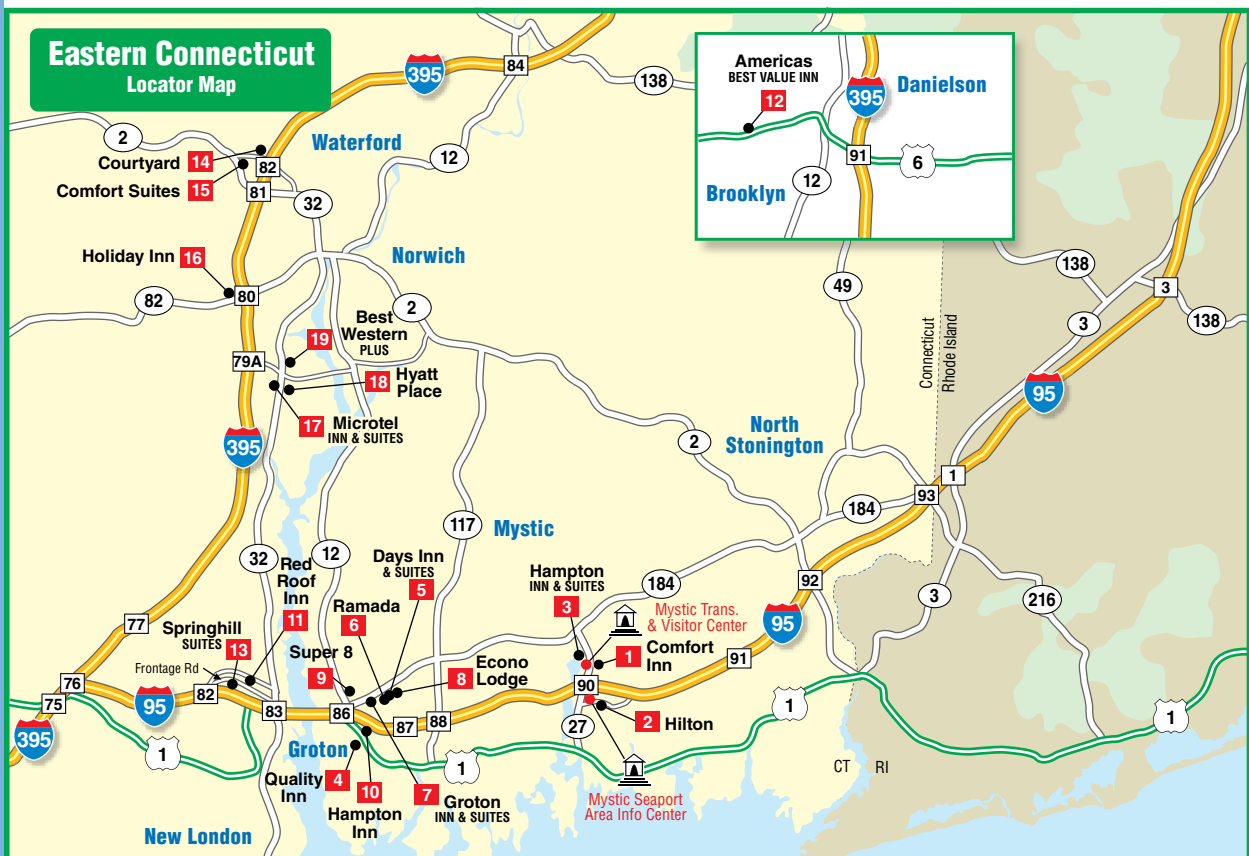 Eastern Connecticut
Locator Map
395
84
138
2
Waterford
12
Courtyard 14
82
Comfort Suites 15
81
32
Americas
BEST VALUE INN
12
395
Danielson
91
6
Brooklyn
12
Holiday Inn 16
Norwich
80
82
2
49
138
3
138
3
Connecticut
Rhode Island
19 Best
Western
PLUS
79A
18 Hyatt
Place
17 Microtel
INN & SUITES
395
95
2
North
Stonington
1
93
184
117
Mystic
32
12
Red
Roof
Inn
11
Days Inn
& SUITES
5
Ramada
6
Hampton
INN & SUITES
3
184
92
3
216
Mystic Trans.
& Visitor Center
95
77
Springhill
SUITES
13
Frontage Rd
Super 8
9
8 Econo
Lodge
1 Comfort
Inn
91
76
75
95
82
83
86
87
88
90
27
2 Hilton
1
1
395
1
Groton
1
Quality
Inn
4
10
Hampton
Inn
7 Groton
INN & SUITES
Mystic Seaport
Area Info Center
CT
RI
New London